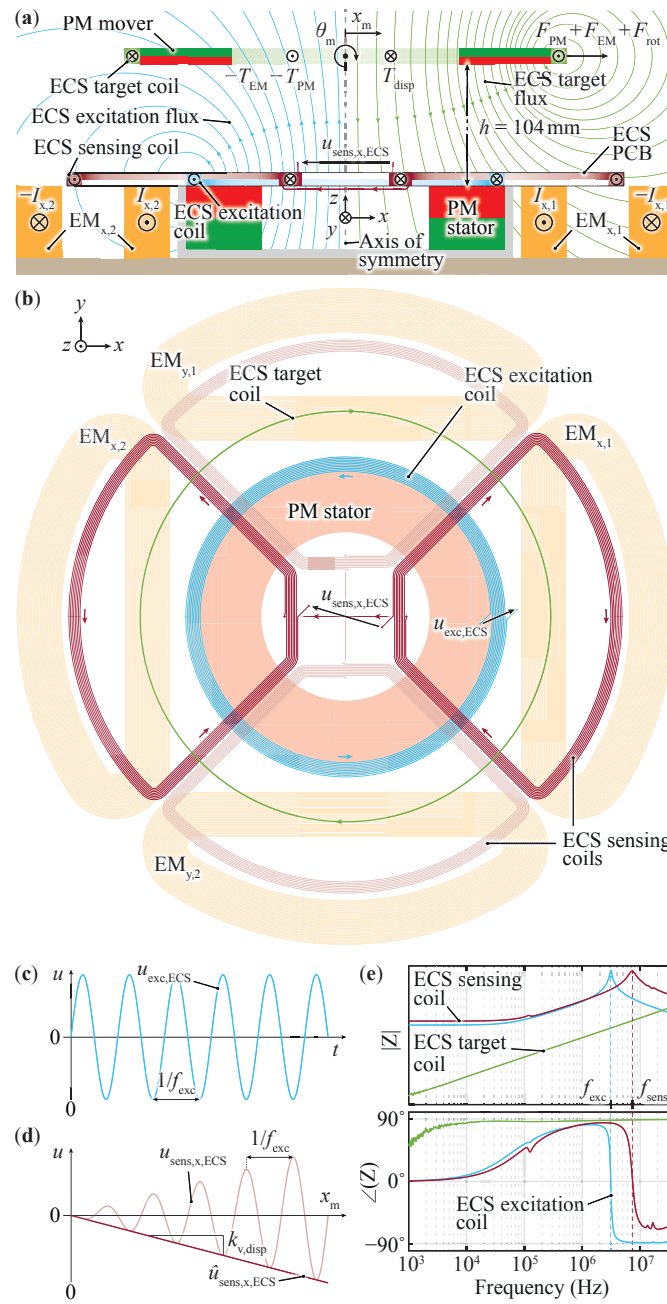 (a)
PM mover
θm
xm
FPM+FEM+Frot
−TEM−TPM
Tdisp
ECS target
coil
ECS target
flux
ECS excitation flux
h = 104 mm
usens,x,ECS
ECS
PCB
ECS sensing coil
−Ix,2
Ix,2
ECS excitation
coil
z
x
y
PM
stator
Ix,1
−Ix,1
EMx,2
Axis of
symmetry
EMx,1
(b)
y
z
x
EMy,1
ECS target
coil
ECS excitation
coil
EMx,2
EMx,1
PM stator
usens,x,ECS
uexc,ECS
EMy,2
ECS sensing
coils
(c)
u
uexc,ECS
0
t
1/fexc
0
(d)
u
1/fexc
usens,x,ECS
xm
0
kv,disp
ûsens,x,ECS
0
(e)
ECS sensing
coil
|Z|
ECS target
coil
fexc
fsens
90°
∠(Z)
0°
ECS excitation
coil
−90°
10³ 10⁴ 10⁵ 10⁶ 10⁷
Frequency (Hz)